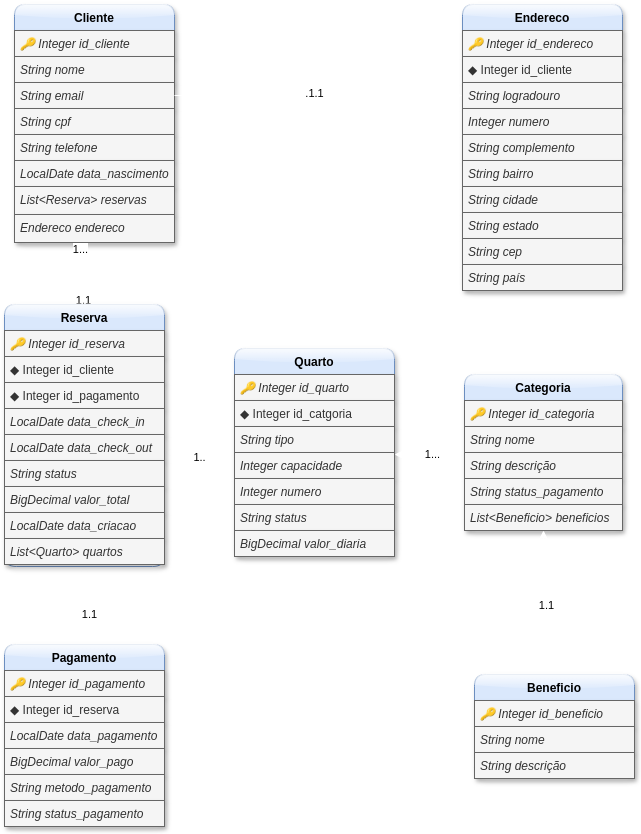 Cliente
Integer id_cliente
String nome
String email
String cpf
String telefone
LocalDate data_nascimento
List<Reserva> reservas
Endereco endereco
.1.1
Endereco
Integer id_endereco
Integer id_cliente
String logradouro
Integer numero
String complemento
String bairro
String cidade
String estado
String cep
String país
1...
1.1
Reserva
Integer id_reserva
Integer id_cliente
Integer id_pagamento
LocalDate data_check_in
LocalDate data_check_out
String status
BigDecimal valor_total
LocalDate data_criacao
List<Quarto> quartos
1..
Quarto
Integer id_quarto
Integer id_catgoria
String tipo
Integer capacidade
Integer numero
String status
BigDecimal valor_diaria
1...
Categoria
Integer id_categoria
String nome
String descrição
String status_pagamento
List<Beneficio> beneficios
1.1
1.1
Pagamento
Integer id_pagamento
Integer id_reserva
LocalDate data_pagamento
BigDecimal valor_pago
String metodo_pagamento
String status_pagamento
Beneficio
Integer id_beneficio
String nome
String descrição